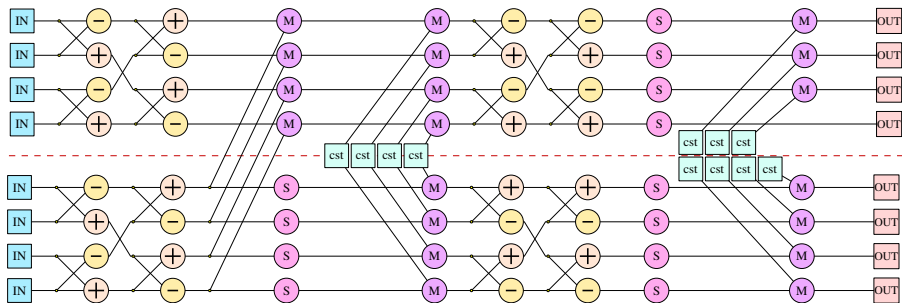 IN − + M M − − S M OUT
IN + − M M + + S M OUT
IN − + M M − − S M OUT
IN + − M M + + S OUT
cst cst cst
cst cst cst cst
cst cst cst cst
IN − + S M + + S M OUT
IN + − S M − − S M OUT
IN − + S M + + S M OUT
IN + − S M − − S M OUT